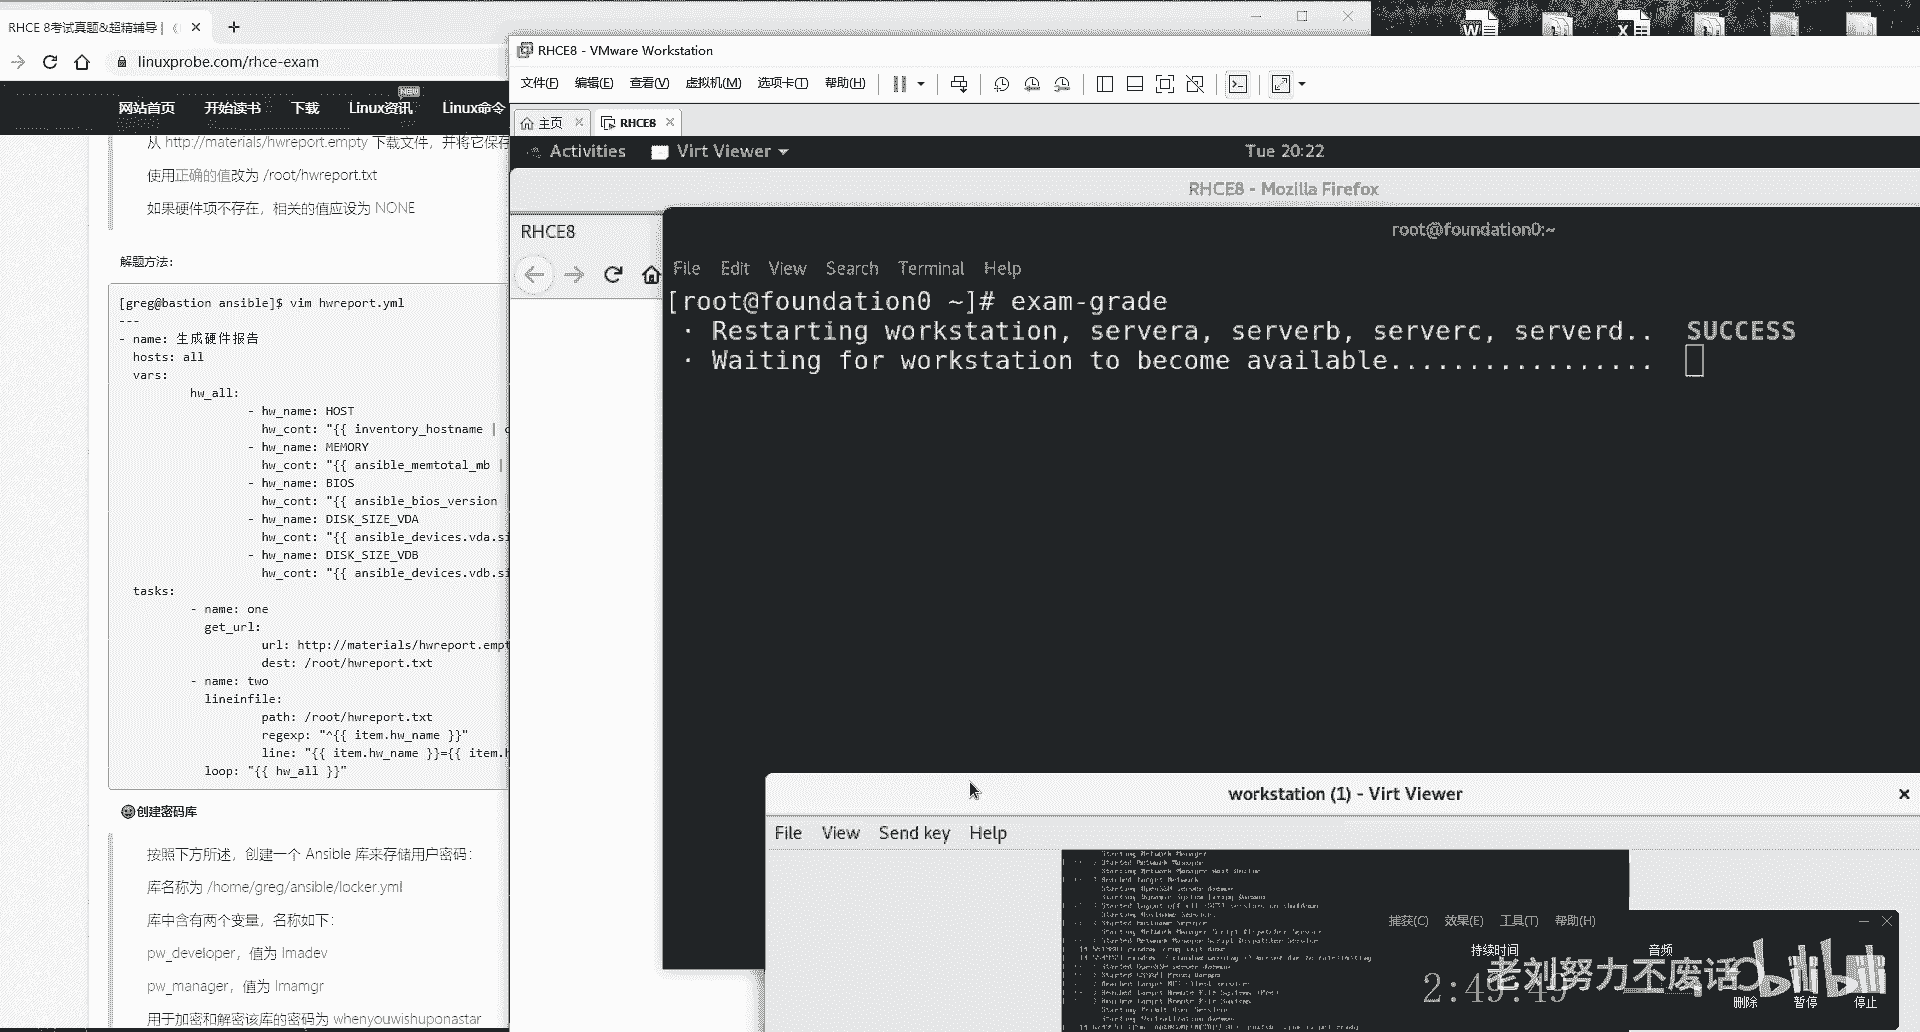 RHCE 8考试真题&超精辅导 |
linuxprobe.com/rhce-exam
网站首页 开始读书 下载 Linux资讯 Linux命令
NEW
从 http://materials/hwreport.empty 下载文件，并将它保存
使用正确的值改为 /root/hwreport.txt
如果硬件项不存在，相关的值应设为 NONE
解题方法:
[greg@bastion ansible]$ vim hwreport.yml
---
- name: 生成硬件报告
hosts: all
vars:
hw_all:
- hw_name: HOST
hw_cont: "{{ inventory_hostname |
- hw_name: MEMORY
hw_cont: "{{ ansible_memtotal_mb |
- hw_name: BIOS
hw_cont: "{{ ansible_bios_version
- hw_name: DISK_SIZE_VDA
hw_cont: "{{ ansible_devices.vda.si
- hw_name: DISK_SIZE_VDB
hw_cont: "{{ ansible_devices.vdb.si
tasks:
- name: one
get_url:
url: http://materials/hwreport.empt
dest: /root/hwreport.txt
- name: two
lineinfile:
path: /root/hwreport.txt
regexp: "^{{ item.hw_name }}"
line: "{{ item.hw_name }}={{ item.h
loop: "{{ hw_all }}"
创建密码库
按照下方所述，创建一个 Ansible 库来存储用户密码：
库名称为 /home/greg/ansible/locker.yml
库中含有两个变量，名称如下：
pw_developer，值为 Imadev
pw_manager，值为 Imamgr
用于加密和解密该库的密码为 whenyouwishuponastar
RHCE8 - VMware Workstation
文件(F) 编辑(E) 查看(V) 虚拟机(M) 选项卡(T) 帮助(H)
主页 RHCE8
Activities Virt Viewer Tue 20:22
RHCE8 - Mozilla Firefox
RHCE8
root@foundation0:~
File Edit View Search Terminal Help
[root@foundation0 ~]# exam-grade
· Restarting workstation, servera, serverb, serverc, serverd.. SUCCESS
· Waiting for workstation to become available.................
workstation (1) - Virt Viewer
File View Send key Help
捕获(C) 效果(E) 工具(T) 帮助(H)
持续时间 音频
2:49:49
老刘努力不废话 bilibili
删除 暂停 停止